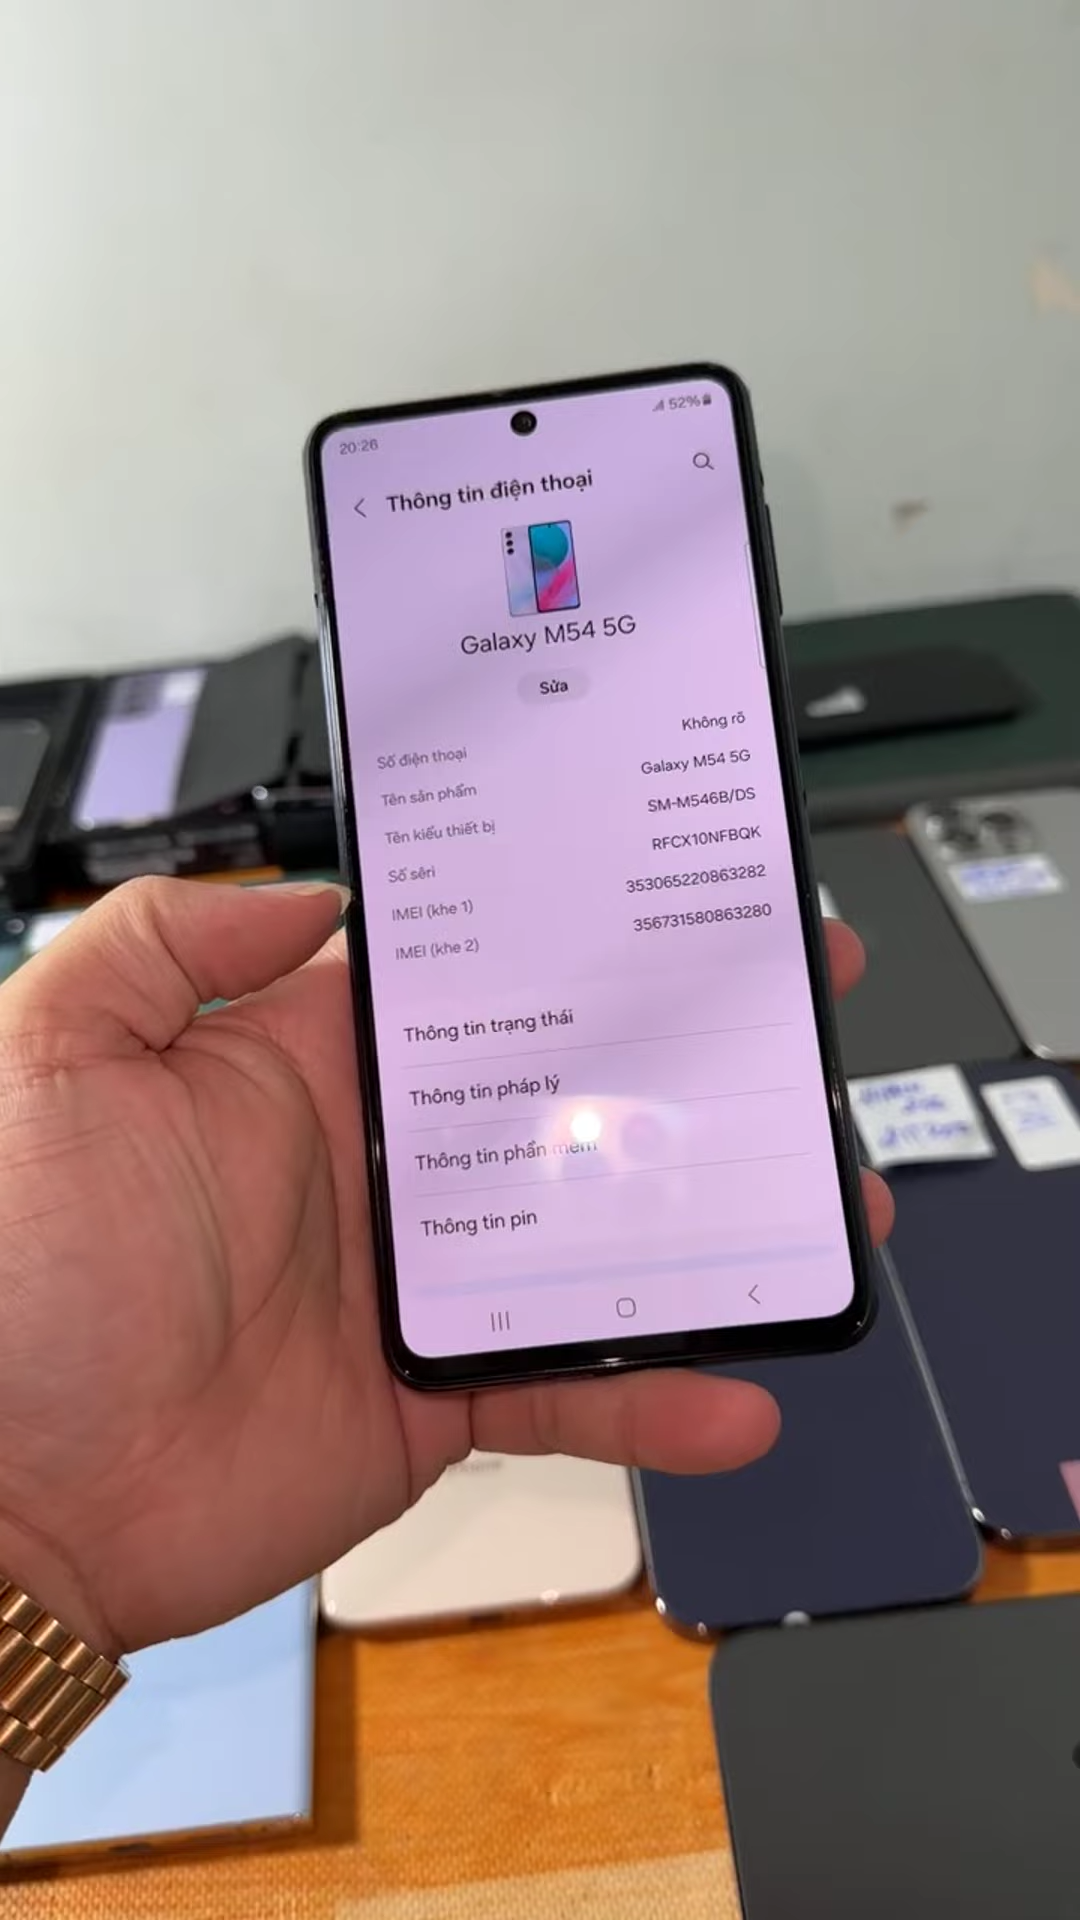 20:26
52%
Thông tin điện thoại
Galaxy M54 5G
Sửa
Số điện thoại Không rõ
Tên sản phẩm Galaxy M54 5G
Tên kiểu thiết bị SM-M546B/DS
Số sêri RFCX10NFBQK
IMEI (khe 1) 353065220863282
IMEI (khe 2) 356731580863280
Thông tin trạng thái
Thông tin pháp lý
Thông tin phần mềm
Thông tin pin